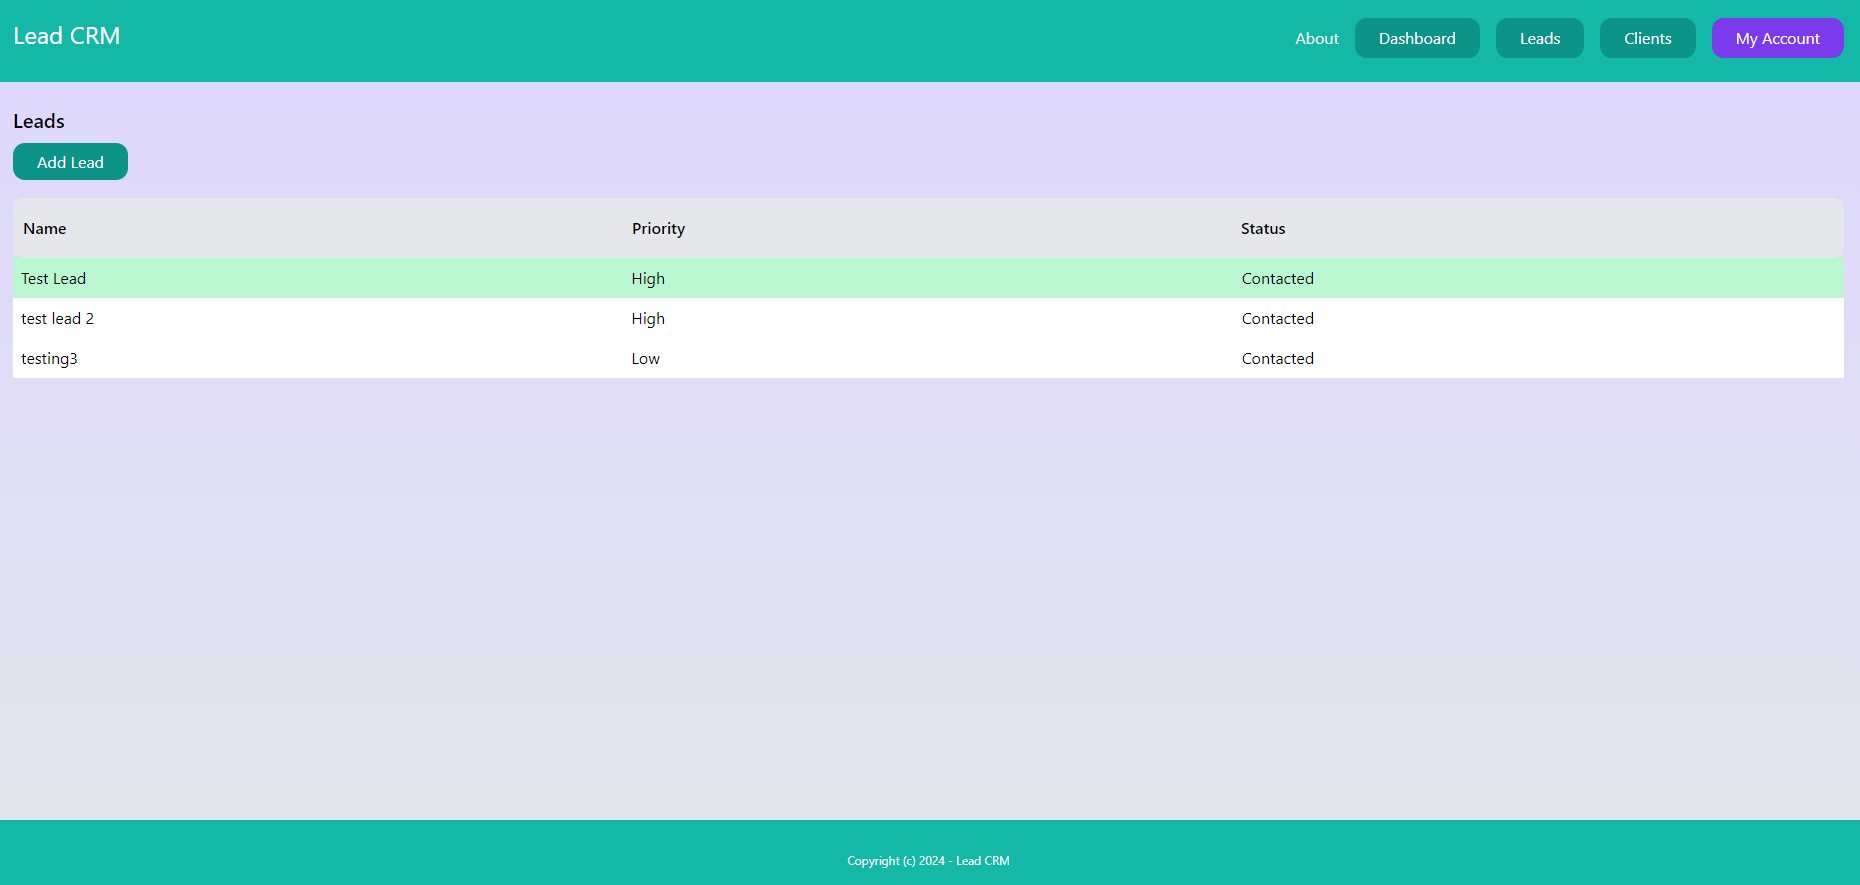 Lead CRM
About Dashboard Leads Clients My Account
Leads
Add Lead
Name Priority Status
Test Lead High Contacted
test lead 2 High Contacted
testing3 Low Contacted
Copyright (c) 2024 - Lead CRM